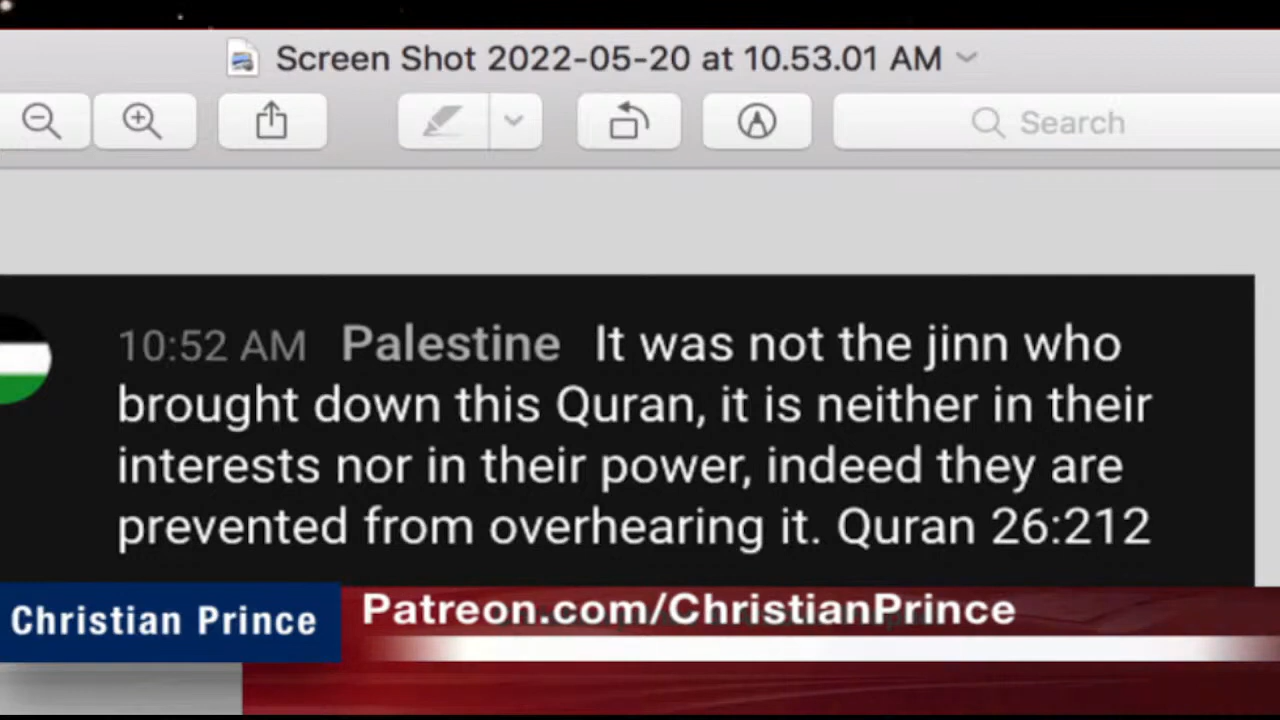 Screen Shot 2022-05-20 at 10.53.01 AM
Search
10:52 AM Palestine It was not the jinn who
brought down this Quran, it is neither in their
interests nor in their power, indeed they are
prevented from overhearing it. Quran 26:212
Christian Prince
Patreon.com/ChristianPrince